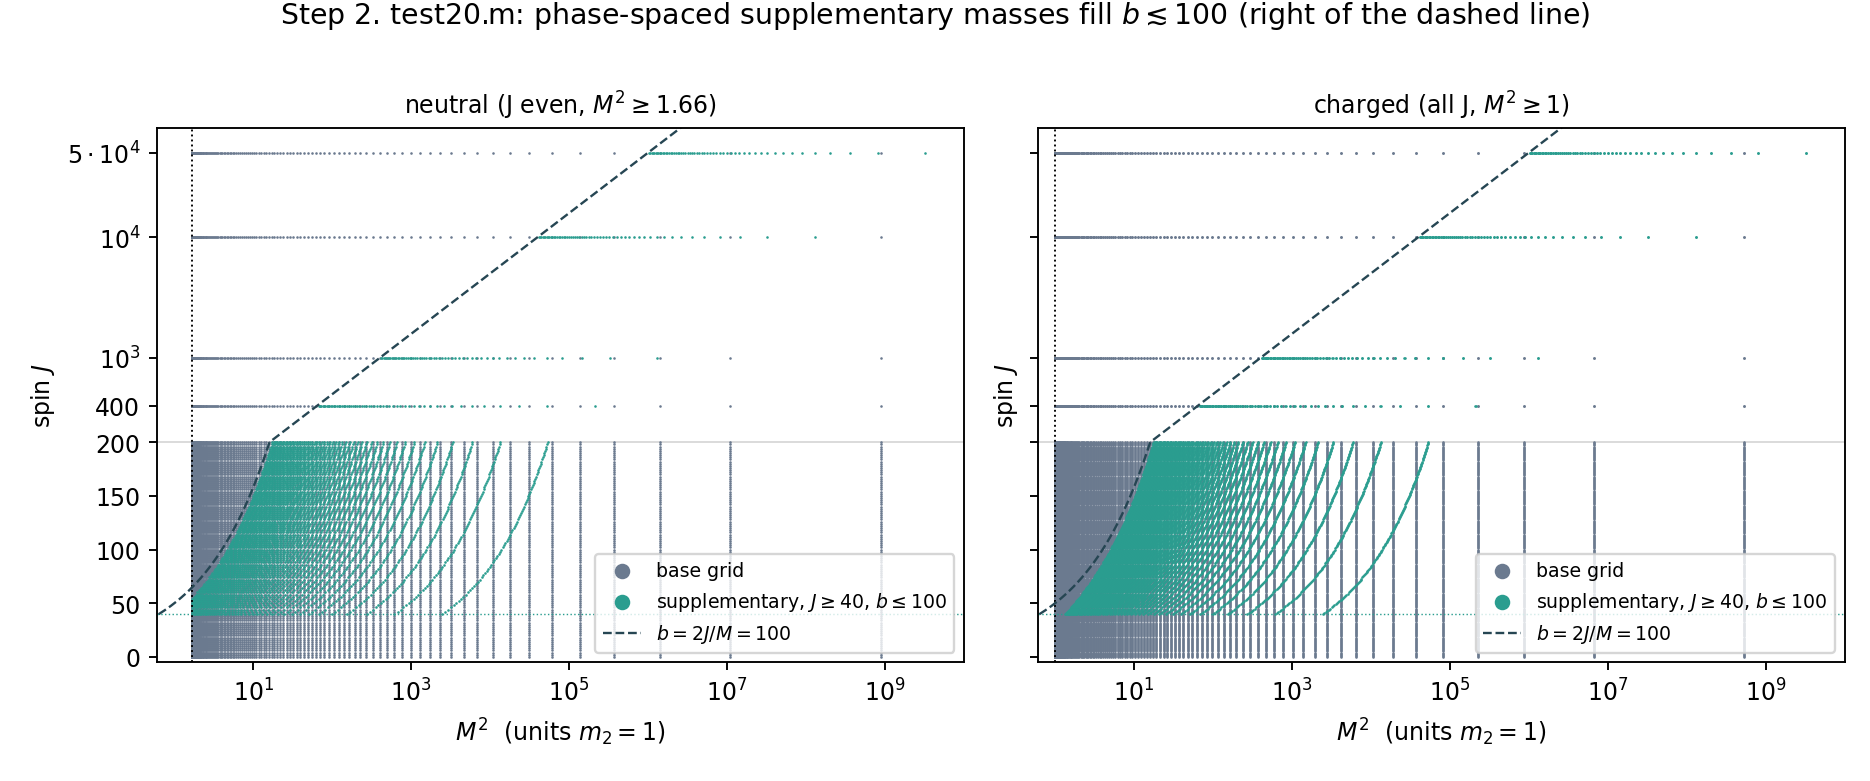 Step 2. test20.m: phase-spaced supplementary masses fill b ≲ 100 (right of the dashed line)
neutral (J even, M² ≥ 1.66)
charged (all J, M² ≥ 1)
spin J
5 · 10⁴
10⁴
10³
400
200
150
100
50
0
base grid
supplementary, J ≥ 40, b ≤ 100
b = 2J/M = 100
10¹ 10³ 10⁵ 10⁷ 10⁹
M² (units m₂ = 1)
spin J
base grid
supplementary, J ≥ 40, b ≤ 100
b = 2J/M = 100
10¹ 10³ 10⁵ 10⁷ 10⁹
M² (units m₂ = 1)